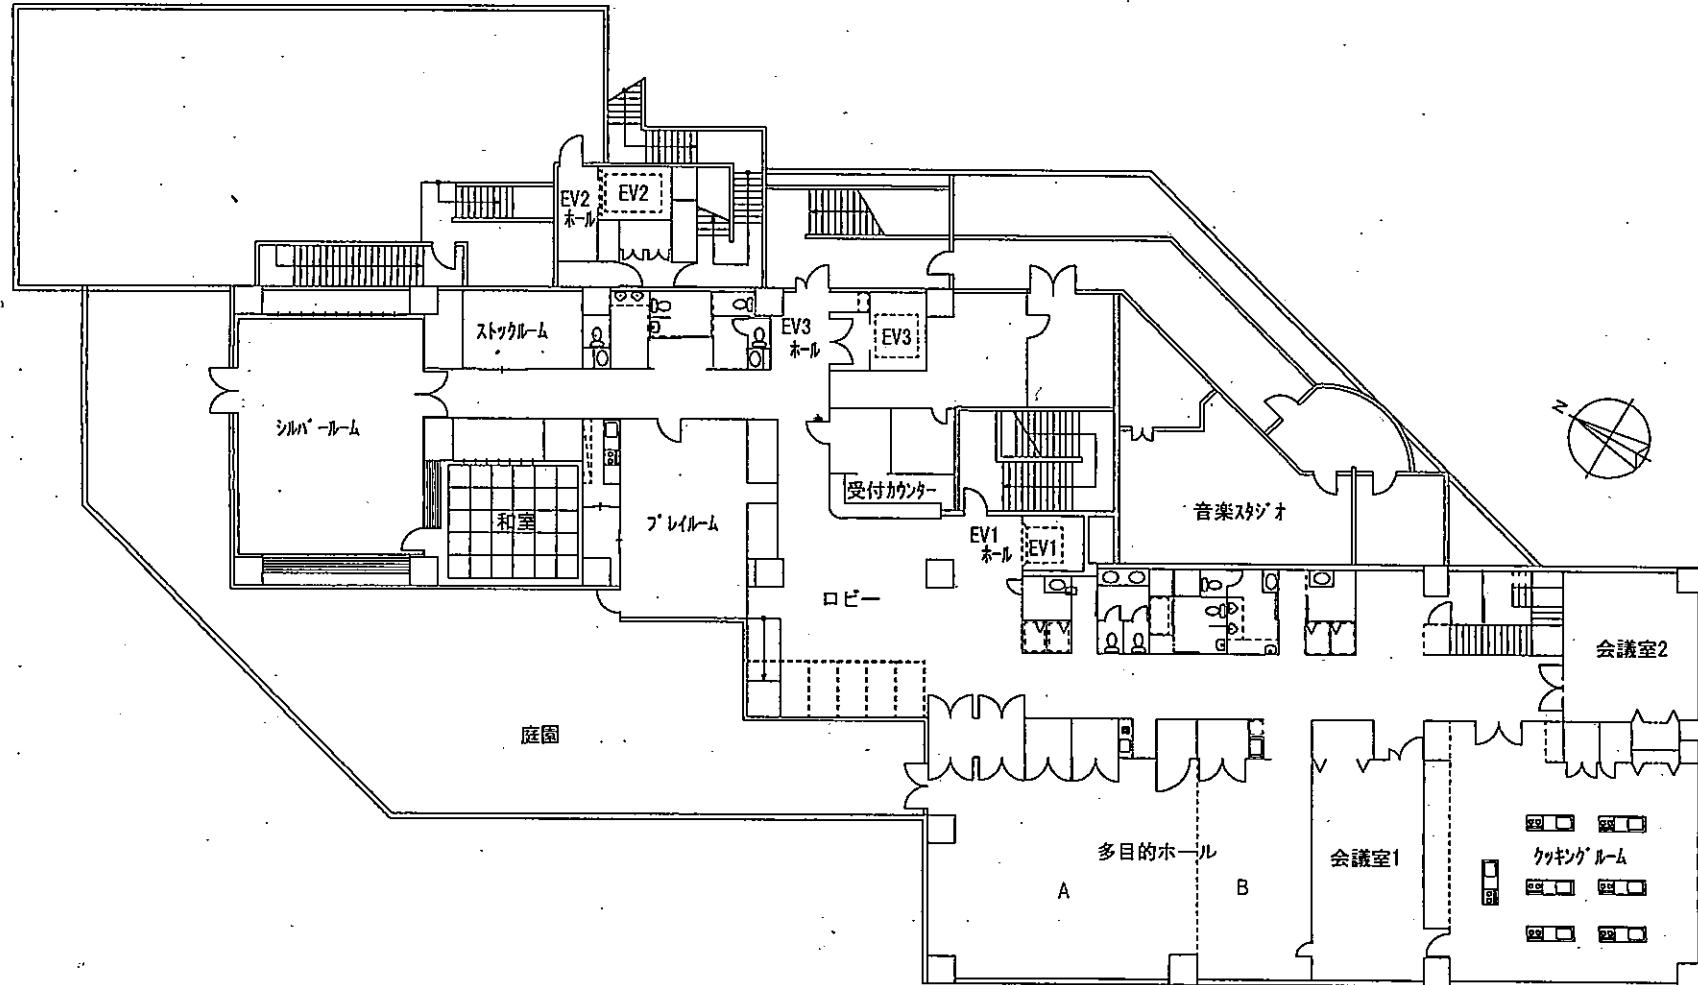 EV2
ホール
EV2
ストックルーム
EV3
ホール
EV3
シルバールーム
和室
プレイルーム
受付カウンター
EV1
ホール
EV1
音楽スタジオ
N
ロビー
会議室2
庭園
多目的ホール
A
B
会議室1
クッキングルーム